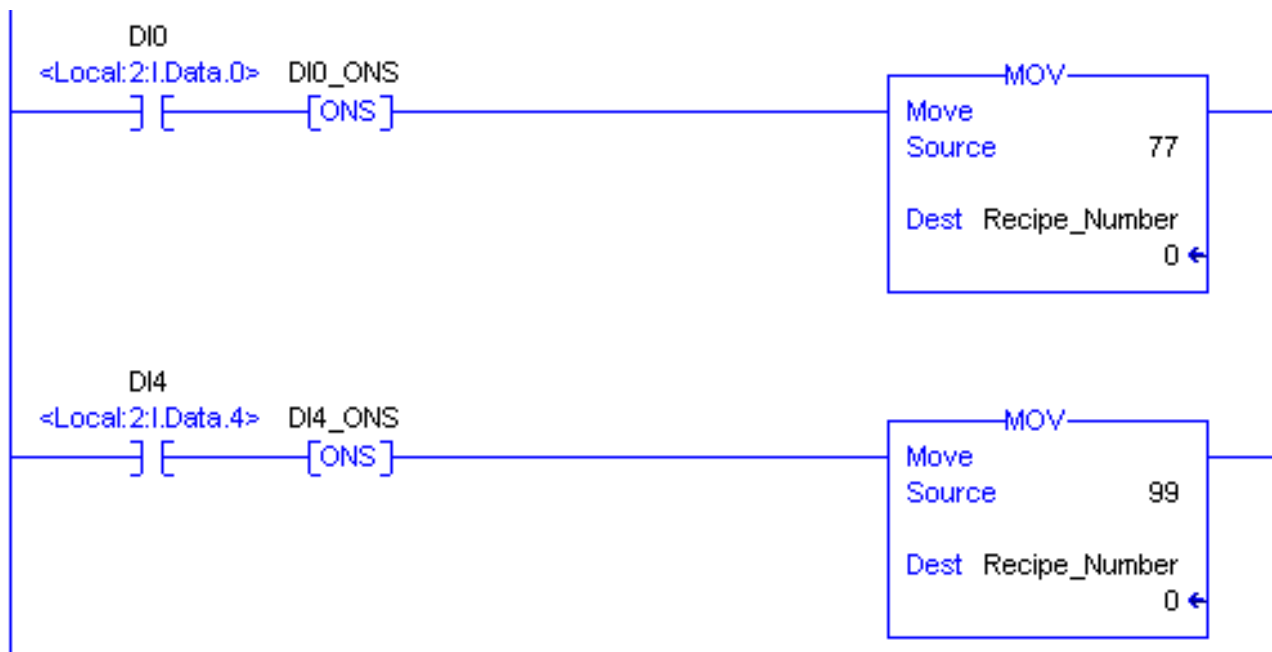 DI0
<Local:2:I.Data.0> DI0_ONS
ONS
MOV
Move
Source 77
Dest Recipe_Number
0
DI4
<Local:2:I.Data.4> DI4_ONS
ONS
MOV
Move
Source 99
Dest Recipe_Number
0